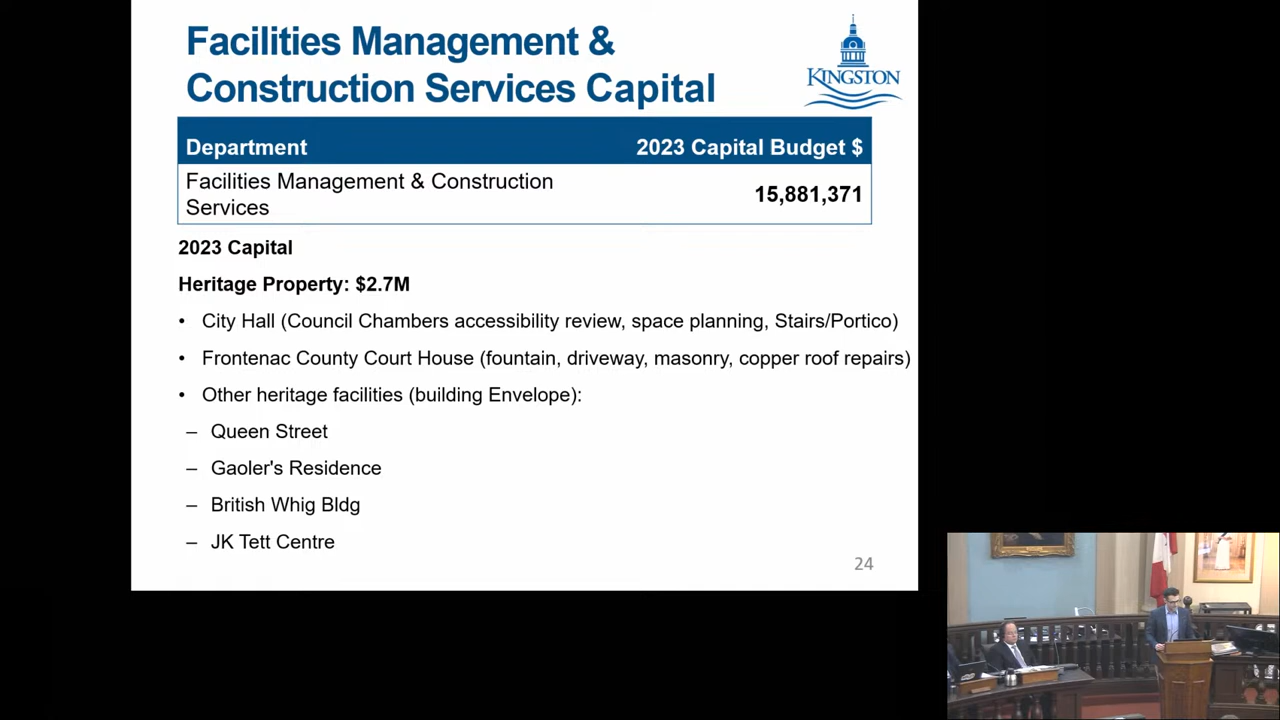 Facilities Management &
Construction Services Capital
KINGSTON
Department 2023 Capital Budget $
Facilities Management & Construction
Services
15,881,371
2023 Capital
Heritage Property: $2.7M
• City Hall (Council Chambers accessibility review, space planning, Stairs/Portico)
• Frontenac County Court House (fountain, driveway, masonry, copper roof repairs)
• Other heritage facilities (building Envelope):
– Queen Street
– Gaoler's Residence
– British Whig Bldg
– JK Tett Centre
24